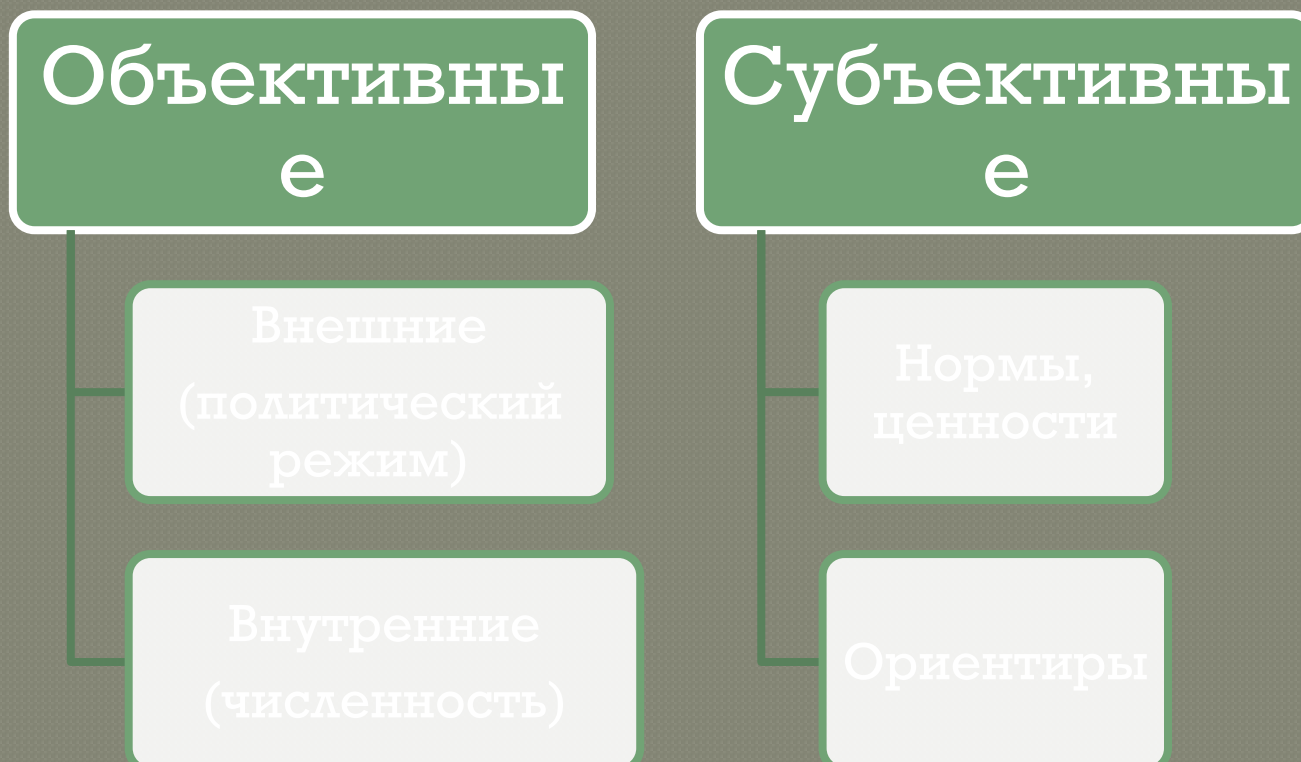 Объективны
е
Внешние
(политический
режим)
Внутренние
(численность)
Субъективны
е
Нормы,
ценности
Ориентиры